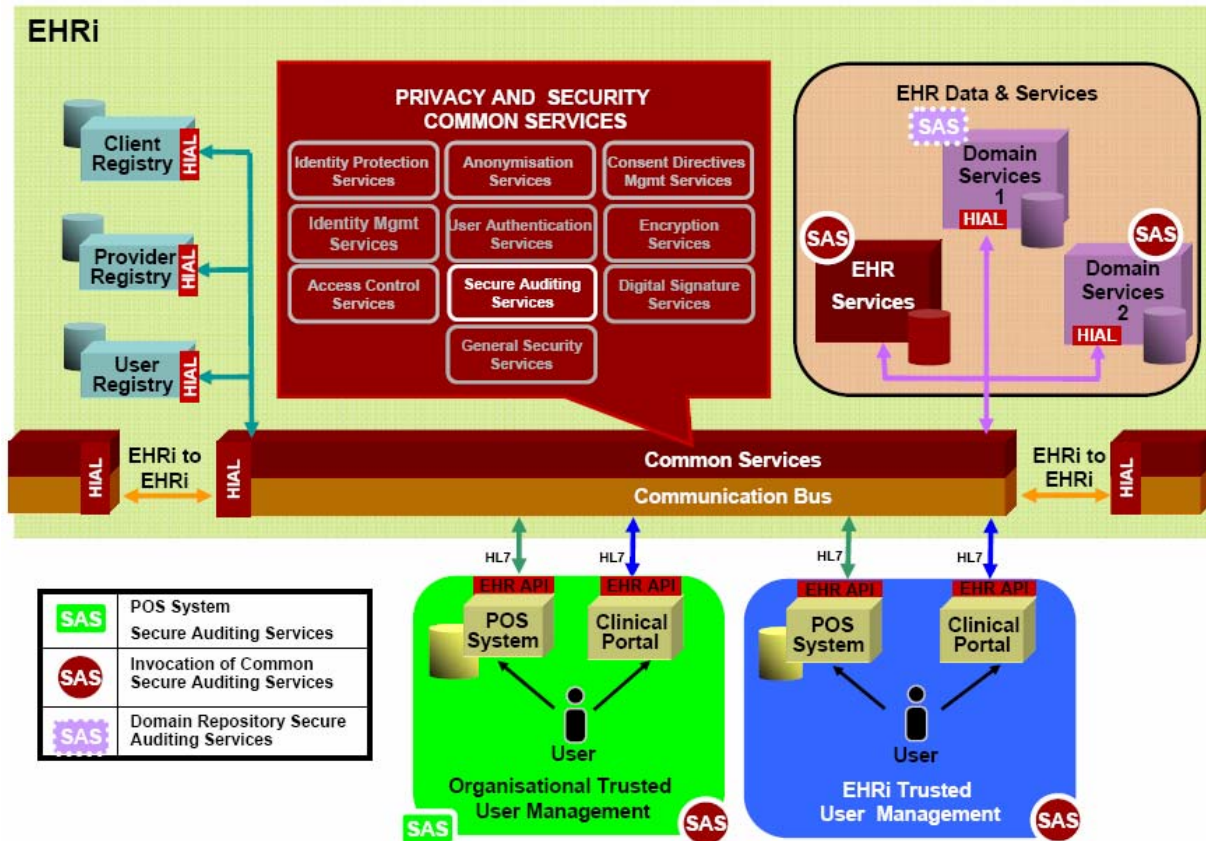 EHRi
Client
Registry
HIAL
Provider
Registry
HIAL
User
Registry
HIAL
PRIVACY AND SECURITY
COMMON SERVICES
Identity Protection
Services
Anonymisation
Services
Consent Directives
Mgmt Services
Identity Mgmt
Services
User Authentication
Services
Encryption
Services
Access Control
Services
Secure Auditing
Services
Digital Signature
Services
General Security
Services
EHR Data & Services
SAS
Domain
Services
1
HIAL
SAS
EHR
Services
SAS
Domain
Services
2
HIAL
HIAL
EHRi to
EHRi
HIAL
Common Services
Communication Bus
EHRi to
EHRi
HIAL
HL7
HL7
HL7
HL7
EHR API
POS
System
EHR API
Clinical
Portal
User
Organisational Trusted
User Management
SAS
SAS
EHR API
POS
System
EHR API
Clinical
Portal
User
EHRi Trusted
User Management
SAS
SAS
POS System
Secure Auditing Services
SAS
Invocation of Common
Secure Auditing Services
SAS
Domain Repository Secure
Auditing Services